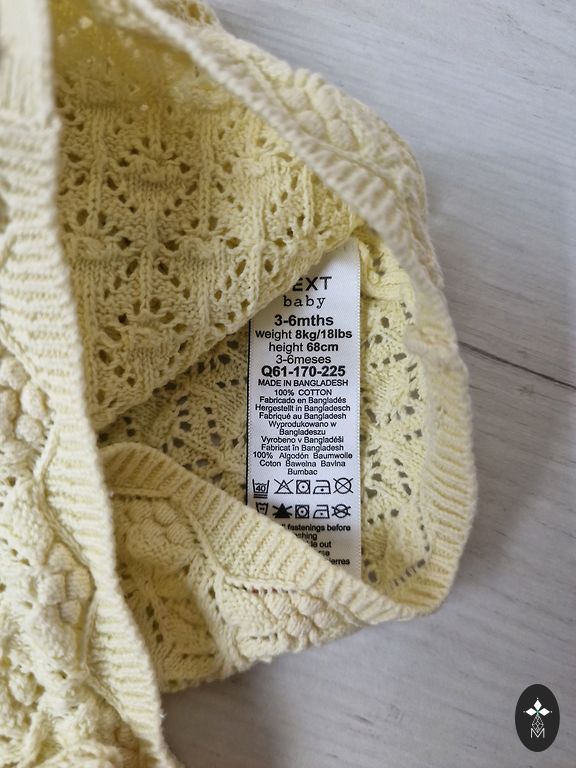 EXT
baby
3-6mths
weight 8kg/18lbs
height 68cm
3-6meses
Q61-170-225
MADE IN BANGLADESH
100% COTTON
Fabricado en Bangladés
Hergestellt in Bangladesch
Fabriqué au Bangladesh
Wyprodukowano w
Bangladeszu
Vyrobeno v Bangladéši
Fabricat în Bangladesh
100% Algodón Baumwolle
Coton Bawełna Bavlna
Bumbac
40
fastenings before
out
M